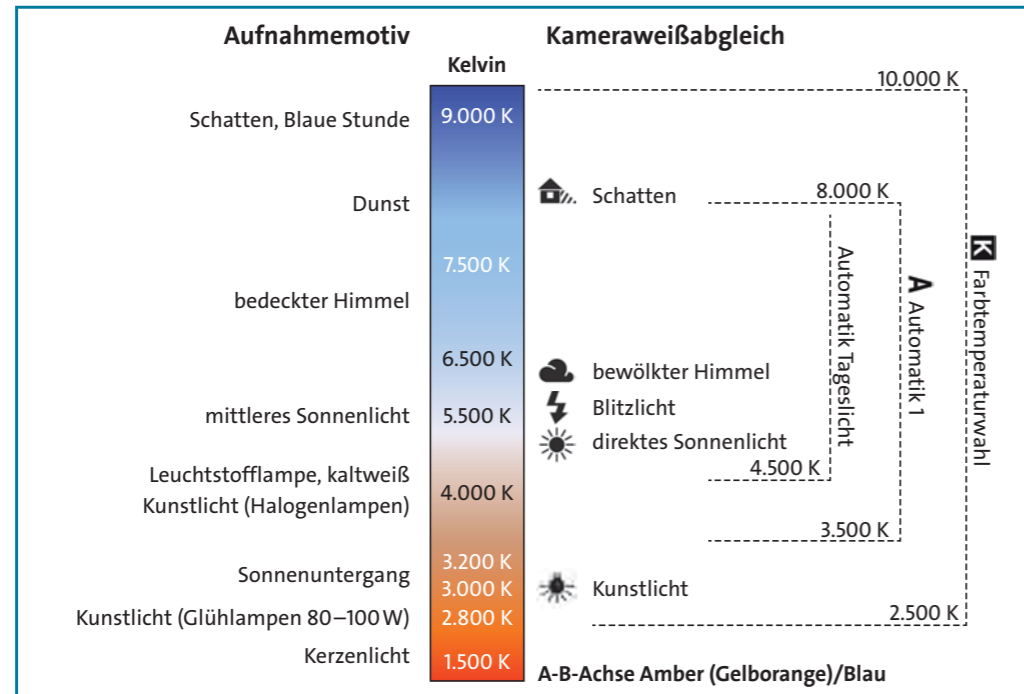 Aufnahmemotiv
Kameraweißabgleich
Kelvin
10.000 K
Schatten, Blaue Stunde
9.000 K
Dunst
Schatten
8.000 K
7.500 K
bedeckter Himmel
6.500 K
bewölkter Himmel
Blitzlicht
mittleres Sonnenlicht
5.500 K
direktes Sonnenlicht
4.500 K
Leuchtstofflampe, kaltweiß
Kunstlicht (Halogenlampen)
4.000 K
3.500 K
3.200 K
Sonnenuntergang
3.000 K
Kunstlicht
Kunstlicht (Glühlampen 80–100 W)
2.800 K
2.500 K
Kerzenlicht
1.500 K
Automatik Tageslicht
A Automatik 1
K Farbtemperaturwahl
A-B-Achse Amber (Gelborange)/Blau